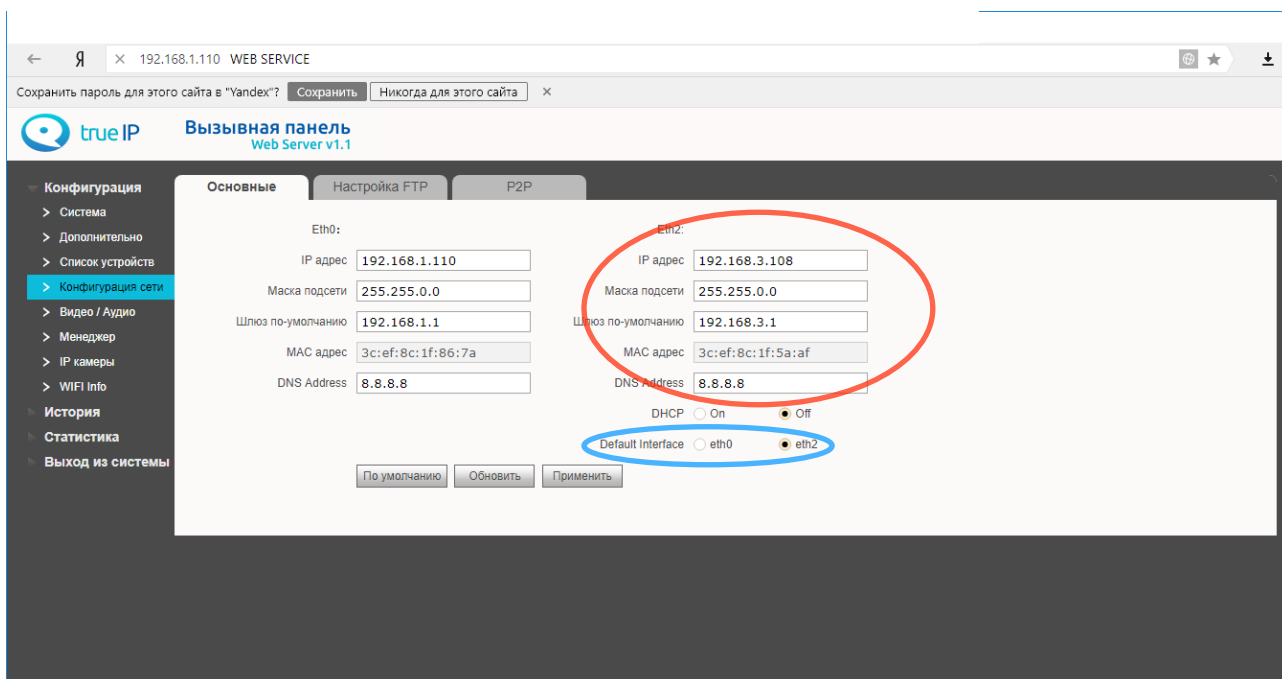 Я 192.168.1.110 WEB SERVICE
Сохранить пароль для этого сайта в "Yandex"? Сохранить Никогда для этого сайта
true IP
Вызывная панель
Web Server v1.1
Конфигурация
Система
Дополнительно
Список устройств
Конфигурация сети
Видео / Аудио
Менеджер
IP камеры
WIFI Info
История
Статистика
Выход из системы
Основные Настройка FTP P2P
Eth0:
IP адрес 192.168.1.110
Маска подсети 255.255.0.0
Шлюз по-умолчанию 192.168.1.1
MAC адрес 3c:ef:8c:1f:86:7a
DNS Address 8.8.8.8
Eth2:
IP адрес 192.168.3.108
Маска подсети 255.255.0.0
Шлюз по-умолчанию 192.168.3.1
MAC адрес 3c:ef:8c:1f:5a:af
DNS Address 8.8.8.8
DHCP On Off
Default Interface eth0 eth2
По умолчанию Обновить Применить